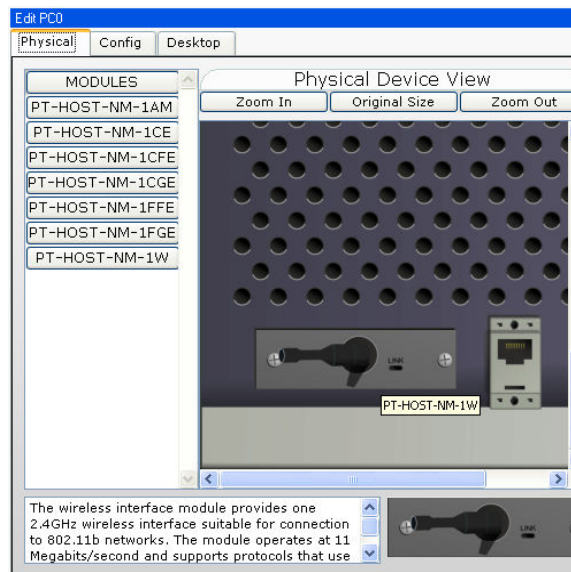 Edit PC0
Physical Config Desktop
MODULES
PT-HOST-NM-1AM
PT-HOST-NM-1CE
PT-HOST-NM-1CFE
PT-HOST-NM-1CGE
PT-HOST-NM-1FFE
PT-HOST-NM-1FGE
PT-HOST-NM-1W
Physical Device View
Zoom In Original Size Zoom Out
LINK
PT-HOST-NM-1W
The wireless interface module provides one
2.4GHz wireless interface suitable for connection
to 802.11b networks. The module operates at 11
Megabits/second and supports protocols that use
LINK